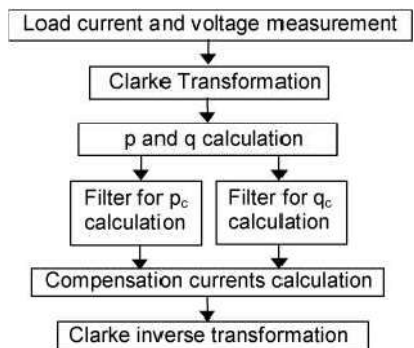 Load current and voltage measurement
Clarke Transformation
p and q calculation
Filter for pc
calculation
Filter for qc
calculation
Compensation currents calculation
Clarke inverse transformation